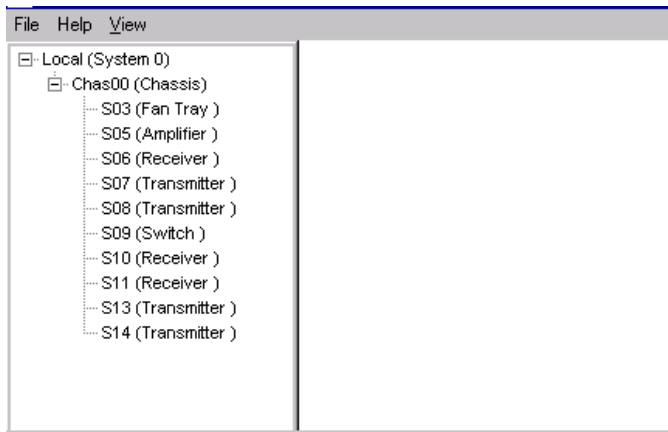 File Help View
Local (System 0)
Chas00 (Chassis)
S03 (Fan Tray )
S05 (Amplifier )
S06 (Receiver )
S07 (Transmitter )
S08 (Transmitter )
S09 (Switch )
S10 (Receiver )
S11 (Receiver )
S13 (Transmitter )
S14 (Transmitter )